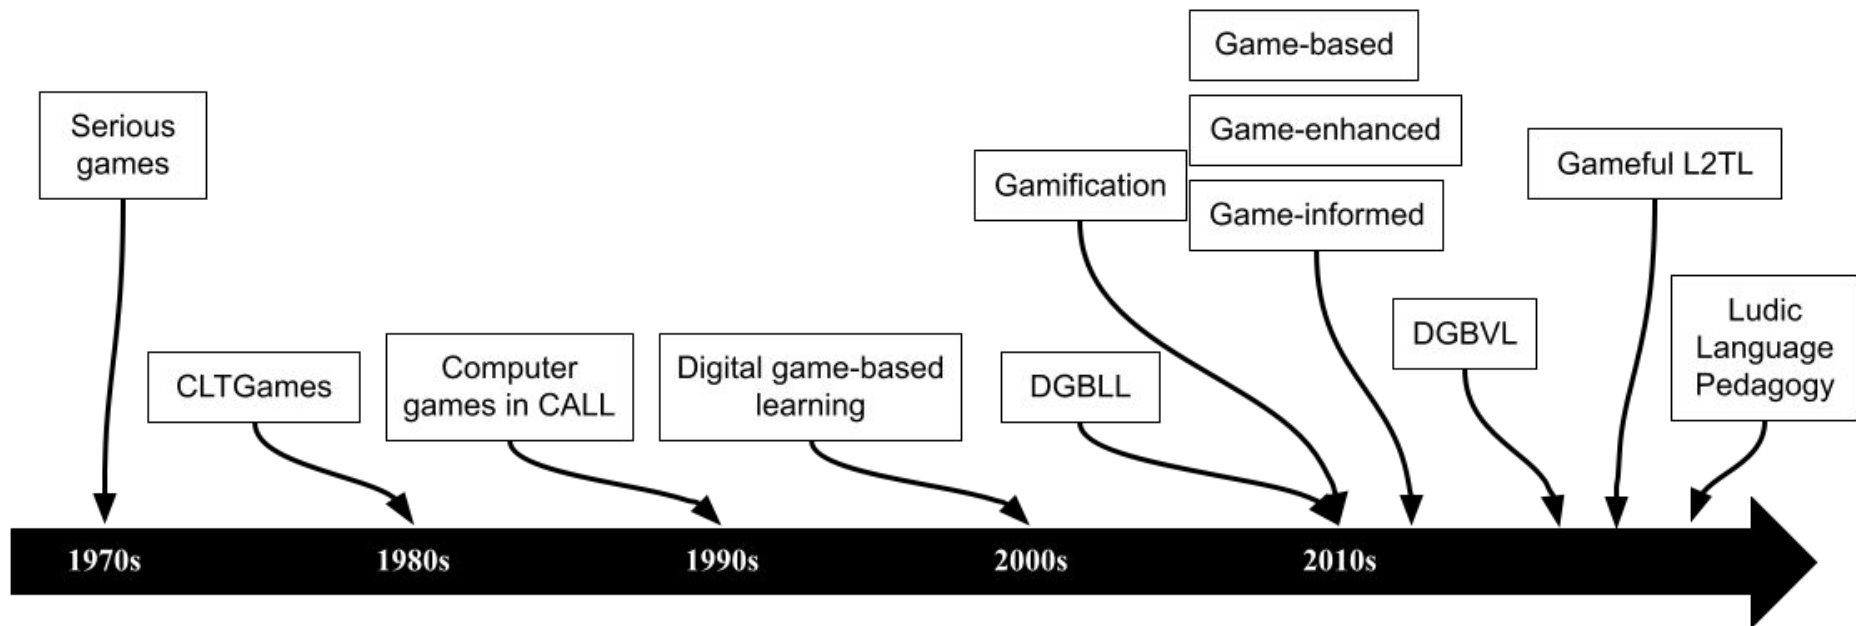 Game-based
Serious
games
Game-enhanced
Gamification
Game-informed
Gameful L2TL
CLTGames
Computer
games in CALL
Digital game-based
learning
DGBLL
DGBVL
Ludic
Language
Pedagogy
1970s
1980s
1990s
2000s
2010s